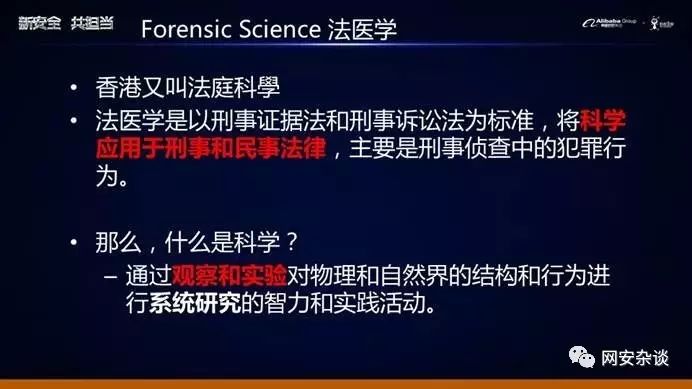 新安全 共担当
Forensic Science 法医学
Alibaba Group
• 香港又叫法庭科學
• 法医学是以刑事证据法和刑事诉讼法为标准，将科学
应用于刑事和民事法律，主要是刑事侦查中的犯罪行
为。
• 那么，什么是科学？
– 通过观察和实验对物理和自然界的结构和行为进
行系统研究的智力和实践活动。
网安杂谈